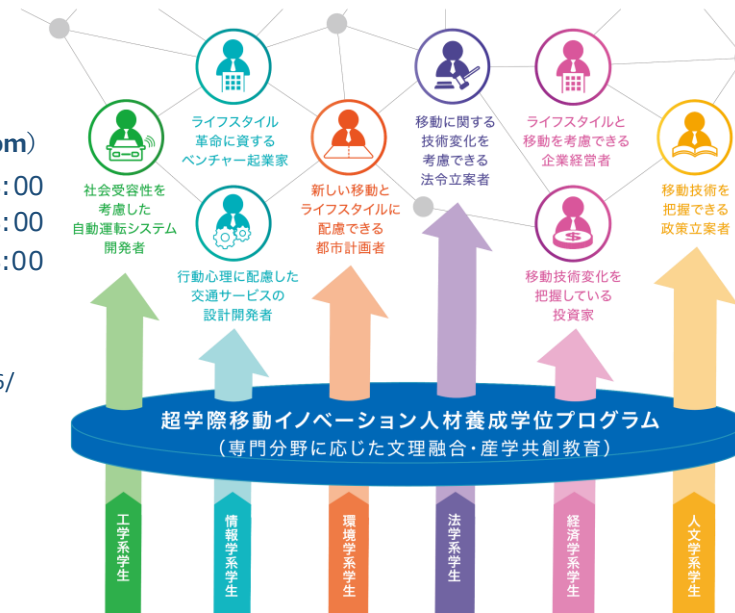 om）
:00
:00
:00
6/
社会受容性を
考慮した
自動運転システム
開発者
ライフスタイル
革命に資する
ベンチャー起業家
行動心理に配慮した
交通サービスの
設計開発者
新しい移動と
ライフスタイルに
配慮できる
都市計画者
移動に関する
技術変化を
考慮できる
法令立案者
ライフスタイルと
移動を考慮できる
企業経営者
移動技術変化を
把握している
投資家
移動技術を
把握できる
政策立案者
超学際移動イノベーション人材養成学位プログラム
（専門分野に応じた文理融合・産学共創教育）
工学系学生
情報学系学生
環境学系学生
法学系学生
経済学系学生
人文学系学生